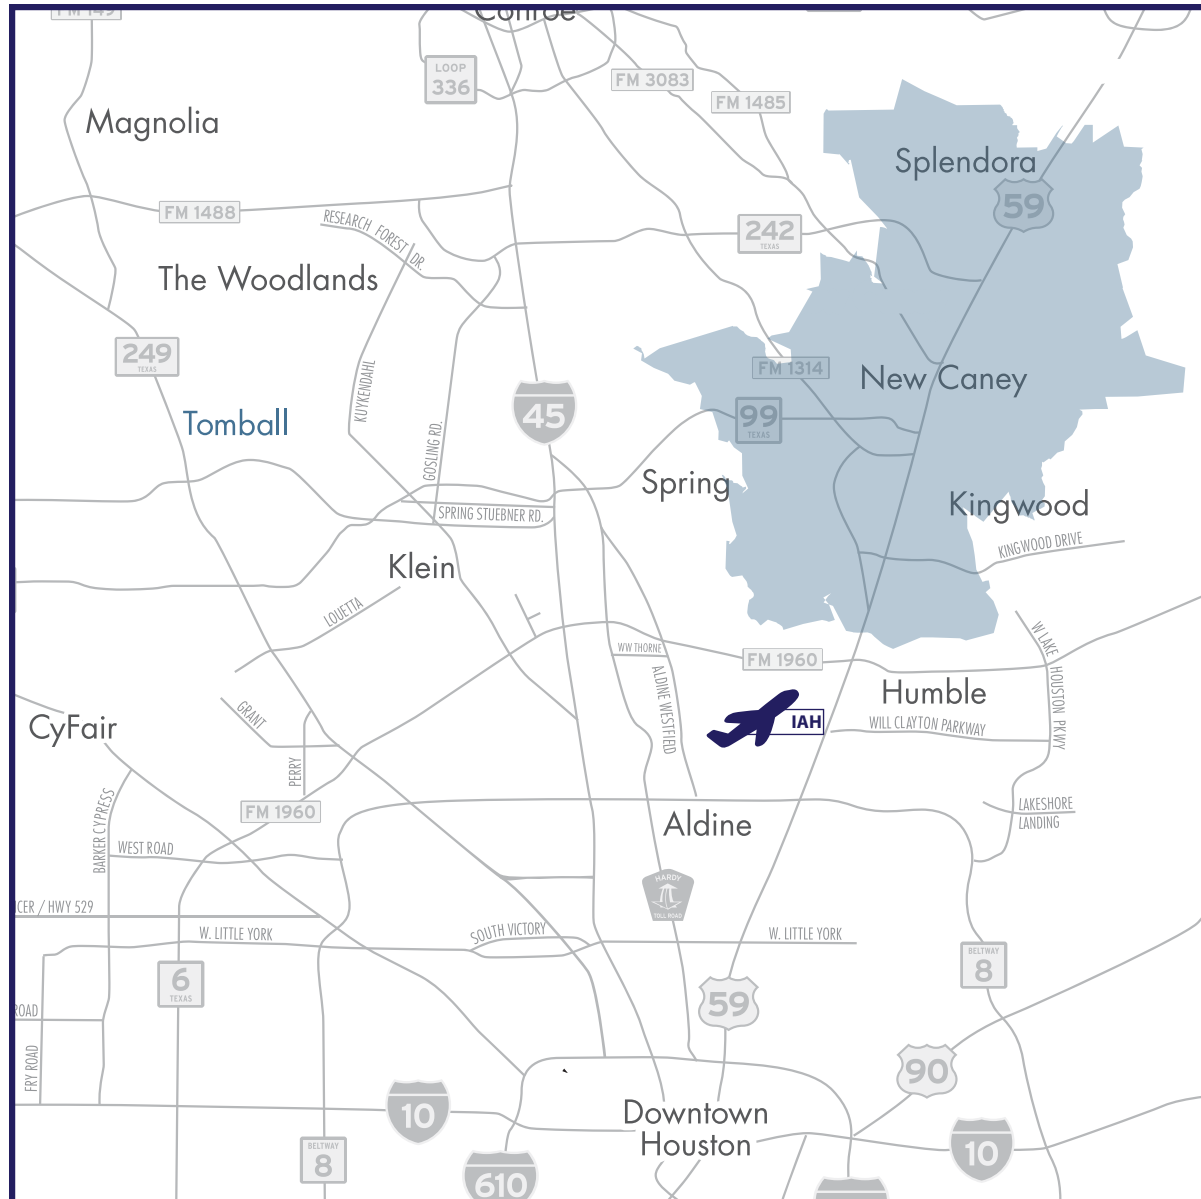 FM 149
Conroe
LOOP
336
FM 3083
FM 1485
Magnolia
Splendora
59
FM 1488
RESEARCH FOREST DR.
242
TEXAS
The Woodlands
249
TEXAS
KUYKENDAHL
FM 1314
New Caney
45
99
TEXAS
Tomball
GOSLING RD.
Spring
Kingwood
SPRING STUEBNER RD.
KINGWOOD DRIVE
Klein
LOUETTA
WW THORNE
FM 1960
W LAKE HOUSTON PKWY
ALDINE WESTFIELD
Humble
IAH
WILL CLAYTON PARKWAY
CyFair
GRANT
PERRY
FM 1960
BARKER CYPRESS
LAKESHORE
LANDING
Aldine
WEST ROAD
HARDY
TOLL ROAD
CER / HWY 529
W. LITTLE YORK
SOUTH VICTORY
W. LITTLE YORK
6
TEXAS
BELTWAY
8
59
ROAD
FRY ROAD
90
10
Downtown
Houston
BELTWAY
8
10
610